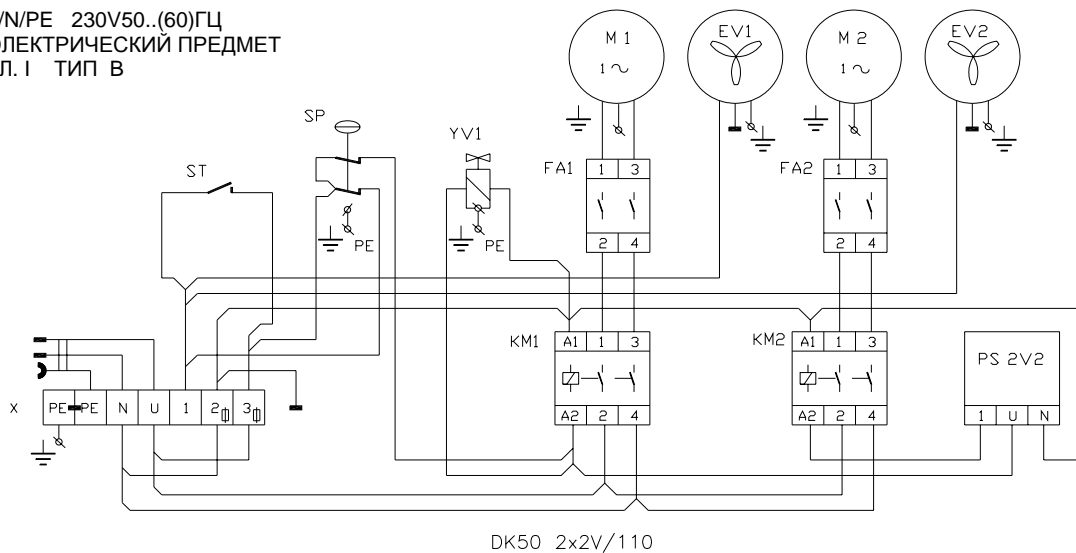 /N/PE 230V50..(60)ГЦ
ЭЛЕКТРИЧЕСКИЙ ПРЕДМЕТ
Л. I ТИП В
M 1
1 ~
EV1
M 2
1 ~
EV2
SP
YV1
ST
FA1
1 3
FA2
1 3
PE
PE
2 4
2 4
KM1
A1 1 3
KM2
A1 1 3
PS 2V2
X
PE PE N U 1 2 3
A2 2 4
A2 2 4
1 U N
DK50 2x2V/110